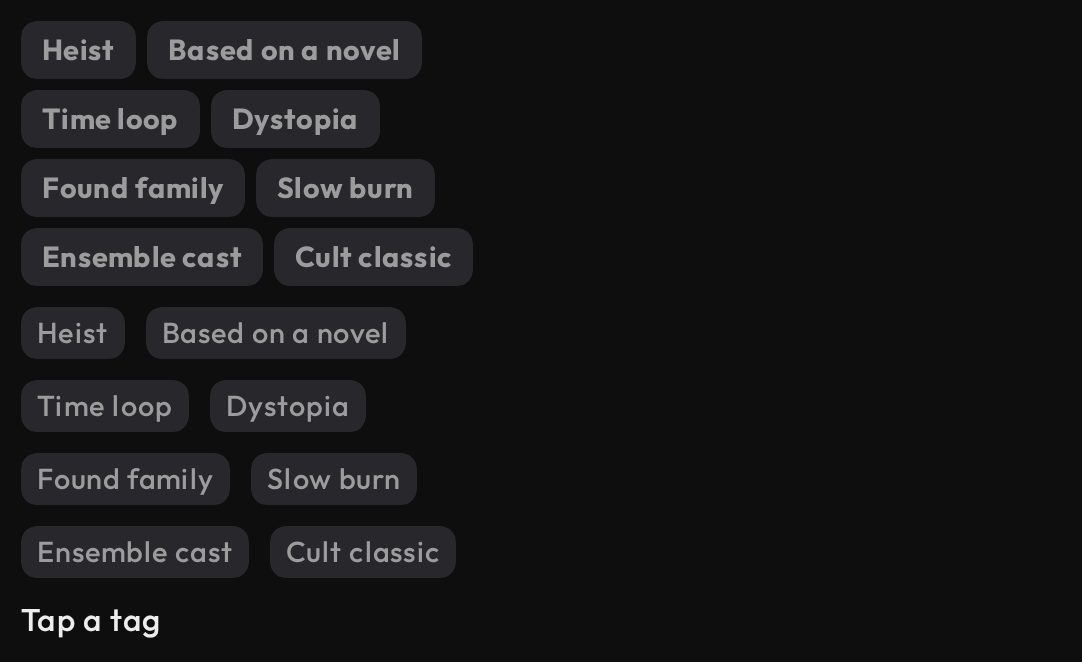 Heist Based on a novel
Time loop Dystopia
Found family Slow burn
Ensemble cast Cult classic
Heist Based on a novel
Time loop Dystopia
Found family Slow burn
Ensemble cast Cult classic
Tap a tag